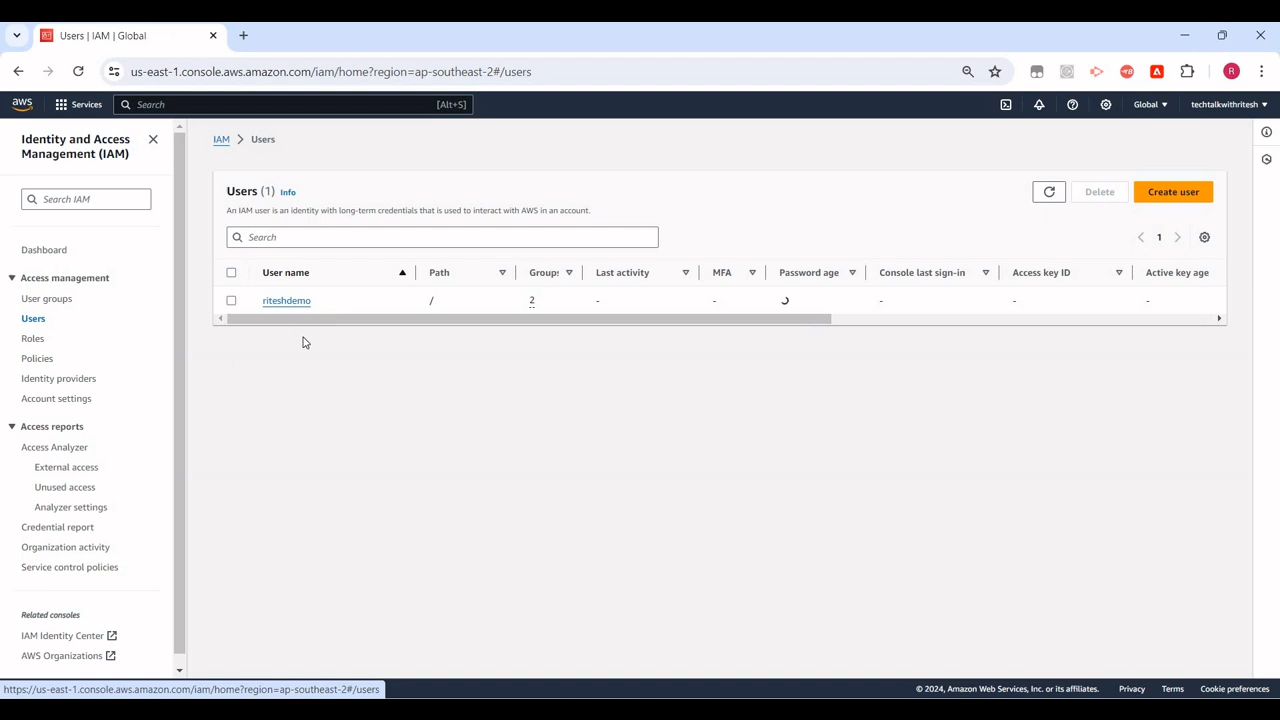 Users | IAM | Global
us-east-1.console.aws.amazon.com/iam/home?region=ap-southeast-2#/users
R
aws
Services
Search
[Alt+S]
Global
techtalkwithritesh
Identity and Access
Management (IAM)
Search IAM
Dashboard
Access management
User groups
Users
Roles
Policies
Identity providers
Account settings
Access reports
Access Analyzer
External access
Unused access
Analyzer settings
Credential report
Organization activity
Service control policies
Related consoles
IAM Identity Center
AWS Organizations
IAM
Users
Users (1)
Info
Delete
Create user
An IAM user is an identity with long-term credentials that is used to interact with AWS in an account.
Search
1
User name
Path
Groups
Last activity
MFA
Password age
Console last sign-in
Access key ID
Active key age
riteshdemo
/
2
-
-
-
-
-
https://us-east-1.console.aws.amazon.com/iam/home?region=ap-southeast-2#/users
© 2024, Amazon Web Services, Inc. or its affiliates.
Privacy
Terms
Cookie preferences